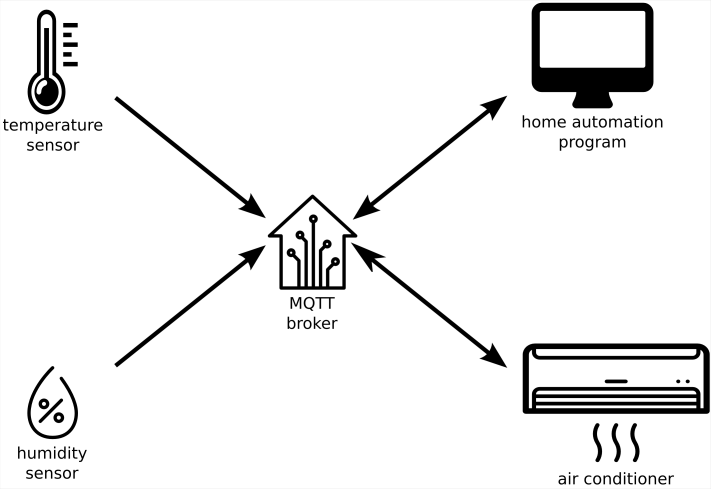 temperature
sensor
home automation
program
MQTT
broker
humidity
sensor
air conditioner